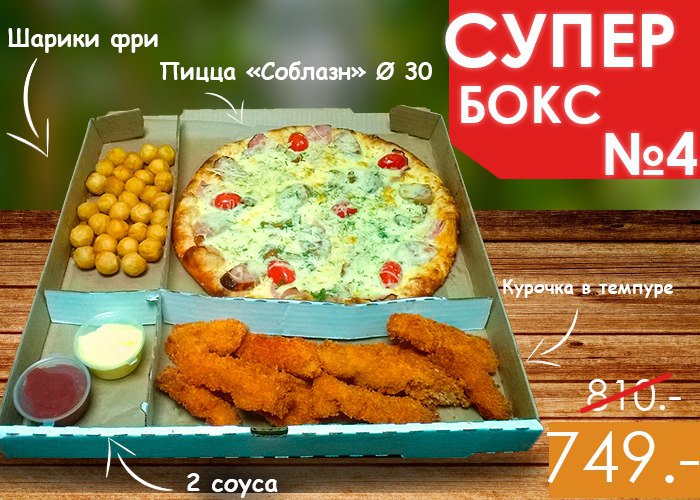 СУПЕР
БОКС
№4
Шарики фри
Пицца «Соблазн» Ø 30
Курочка в темпуре
810.-
749.-
2 соуса